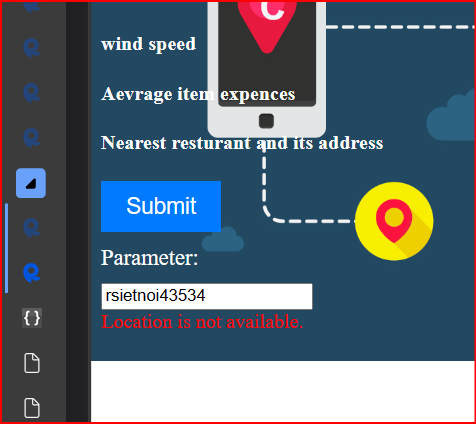 C
wind speed
Aevrage item expences
Nearest resturant and its address
Submit
Parameter:
rsietnoi43534
Location is not available.
{}